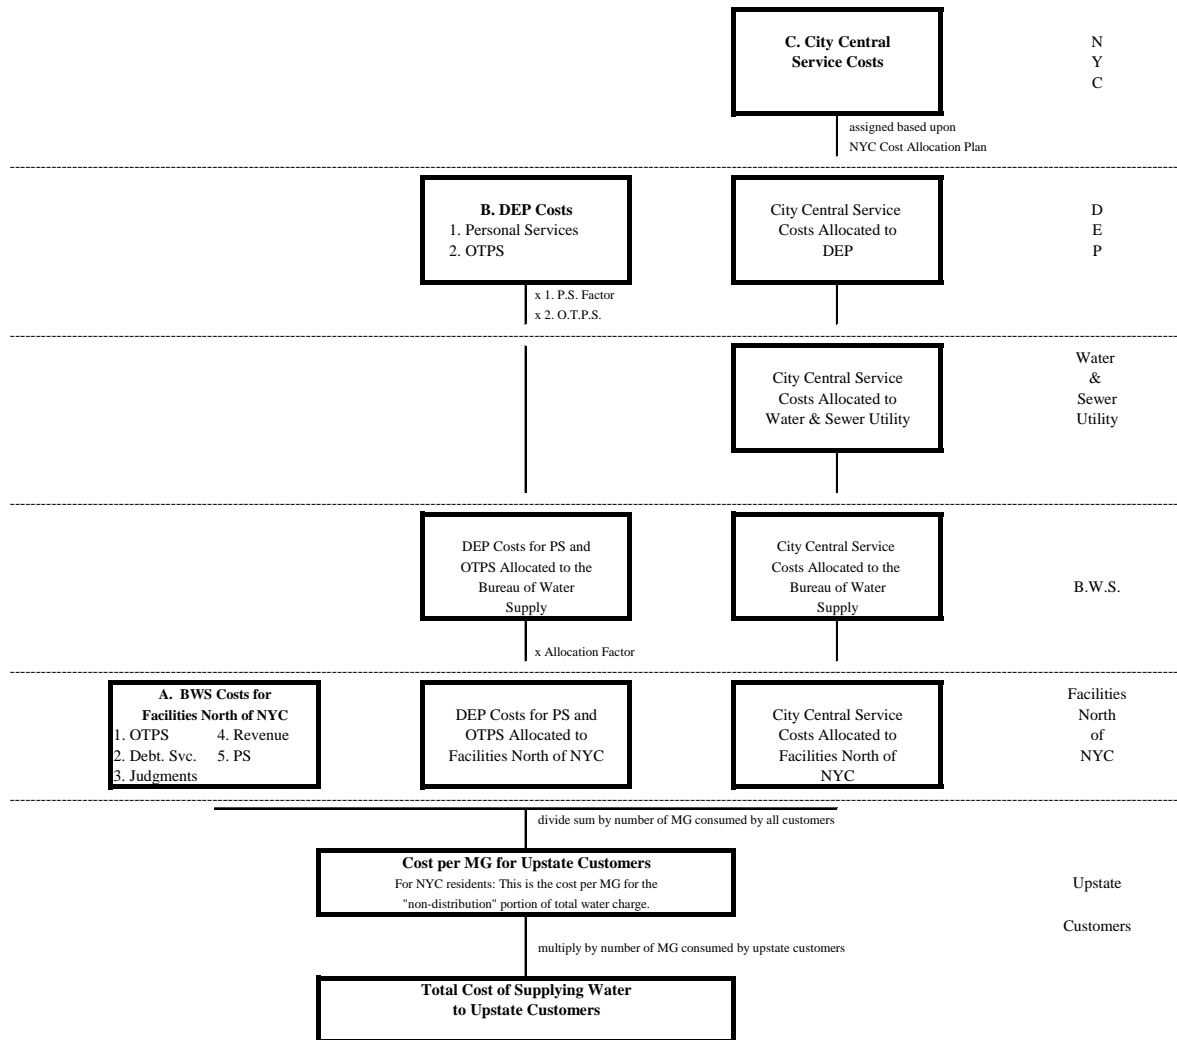 C. City Central
Service Costs
N
Y
C
assigned based upon
NYC Cost Allocation Plan
B. DEP Costs
1. Personal Services
2. OTPS
City Central Service
Costs Allocated to
DEP
D
E
P
x 1. P.S. Factor
x 2. O.T.P.S.
City Central Service
Costs Allocated to
Water & Sewer Utility
Water
&
Sewer
Utility
DEP Costs for PS and
OTPS Allocated to the
Bureau of Water
Supply
City Central Service
Costs Allocated to the
Bureau of Water
Supply
B.W.S.
x Allocation Factor
A. BWS Costs for
Facilities North of NYC
1. OTPS 4. Revenue
2. Debt. Svc. 5. PS
3. Judgments
DEP Costs for PS and
OTPS Allocated to
Facilities North of NYC
City Central Service
Costs Allocated to
Facilities North of
NYC
Facilities
North
of
NYC
divide sum by number of MG consumed by all customers
Cost per MG for Upstate Customers
For NYC residents: This is the cost per MG for the
"non-distribution" portion of total water charge.
Upstate
Customers
multiply by number of MG consumed by upstate customers
Total Cost of Supplying Water
to Upstate Customers